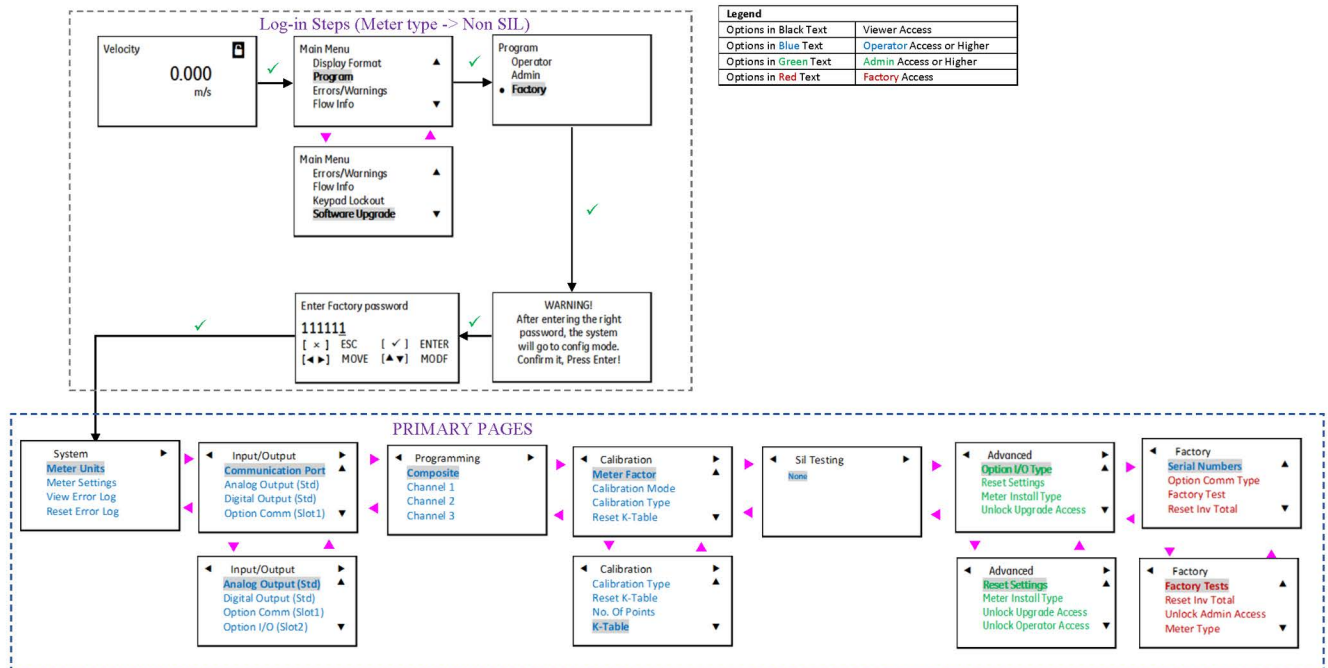 Log-in Steps (Meter type -> Non SIL)
Velocity
0.000
m/s
Main Menu
Display Format
Program
Errors/Warnings
Flow Info
Program
Operator
Admin
Factory
Main Menu
Errors/Warnings
Flow Info
Keypad Lockout
Software Upgrade
WARNING!
After entering the right
password, the system
will go to config mode.
Confirm it, Press Enter!
Enter Factory password
111111
[ × ] ESC [ ✓ ] ENTER
[◄ ►] MOVE [▲ ▼] MODF
Legend
Options in Black Text Viewer Access
Options in Blue Text Operator Access or Higher
Options in Green Text Admin Access or Higher
Options in Red Text Factory Access
PRIMARY PAGES
System
Meter Units
Meter Settings
View Error Log
Reset Error Log
Input/Output
Communication Port
Analog Output (Std)
Digital Output (Std)
Option Comm (Slot1)
Input/Output
Analog Output (Std)
Digital Output (Std)
Option Comm (Slot1)
Option I/O (Slot2)
Programming
Composite
Channel 1
Channel 2
Channel 3
Calibration
Meter Factor
Calibration Mode
Calibration Type
Reset K-Table
Calibration
Calibration Type
Reset K-Table
No. Of Points
K-Table
Sil Testing
None
Advanced
Option I/O Type
Reset Settings
Meter Install Type
Unlock Upgrade Access
Advanced
Reset Settings
Meter Install Type
Unlock Upgrade Access
Unlock Operator Access
Factory
Serial Numbers
Option Comm Type
Factory Test
Reset Inv Total
Factory
Factory Tests
Reset Inv Total
Unlock Admin Access
Meter Type